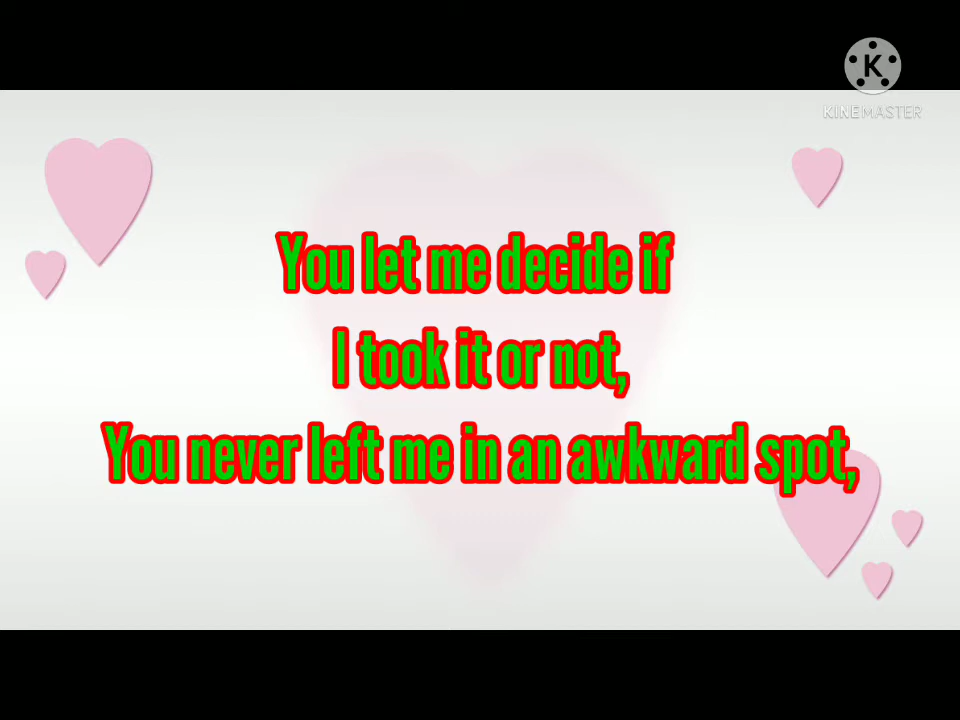 K
KINEMASTER
You let me decide if
I took it or not,
You never left me in an awkward spot,